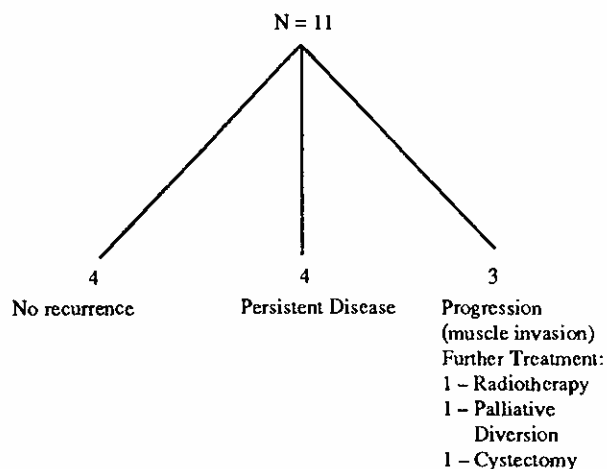 N = 11
4
No recurrence
4
Persistent Disease
3
Progression
(muscle invasion)
Further Treatment:
1 – Radiotherapy
1 – Palliative
Diversion
1 – Cystectomy